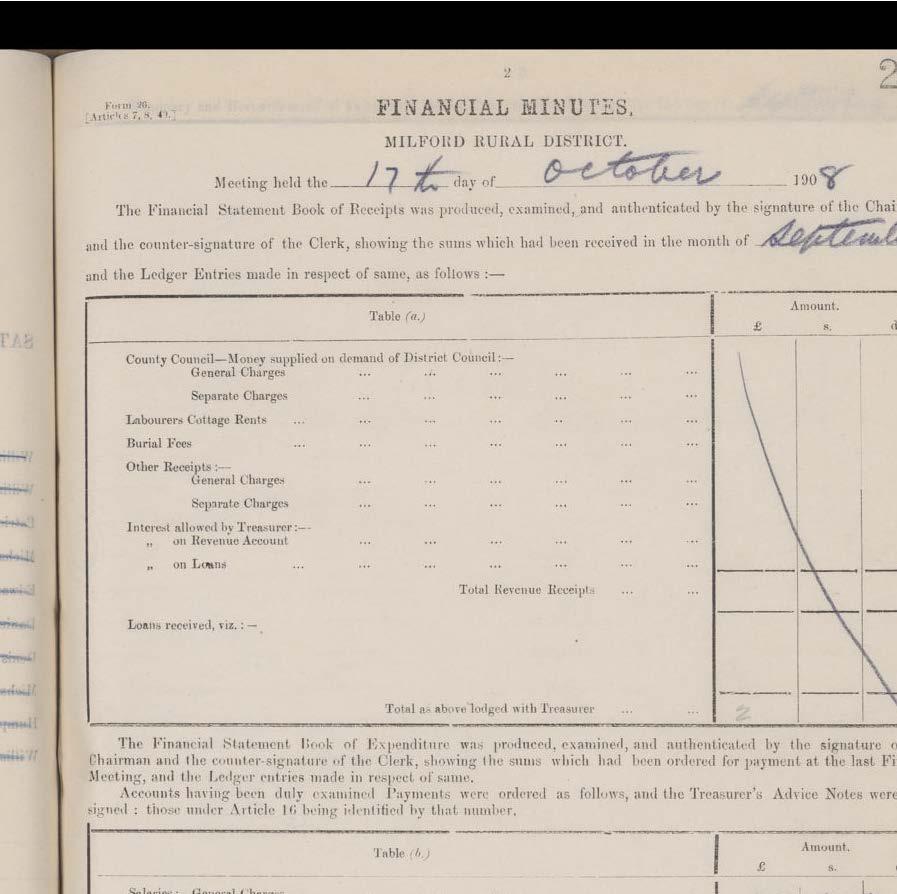 2
2
Form 26.
[Articles 7, 8, 49.]
FINANCIAL MINUTES,
MILFORD RURAL DISTRICT.
Meeting held the 17th day of October 1908
The Financial Statement Book of Receipts was produced, examined, and authenticated by the signature of the Chai
and the counter-signature of the Clerk, showing the sums which had been received in the month of Septemb
and the Ledger Entries made in respect of same, as follows :—
Table (a.)
Amount.
£ s. d
County Council—Money supplied on demand of District Council:—
General Charges ... ... ... ... ... ...
Separate Charges ... ... ... ... ... ...
Labourers Cottage Rents ... ... ... ... ... ... ...
Burial Fees ... ... ... ... ... ... ...
Other Receipts :—
General Charges ... ... ... ... ... ...
Separate Charges ... ... ... ... ... ...
Interest allowed by Treasurer :—
„ on Revenue Account ... ... ... ... ... ...
„ on Loans ... ... ... ... ... ... ...
Total Revenue Receipts ... ...
Loans received, viz. : —
Total as above lodged with Treasurer ... ... 2
The Financial Statement Book of Expenditure was produced, examined, and authenticated by the signature o
Chairman and the counter-signature of the Clerk, showing the sums which had been ordered for payment at the last Fi
Meeting, and the Ledger entries made in respect of same.
Accounts having been duly examined Payments were ordered as follows, and the Treasurer's Advice Notes were
signed : those under Article 16 being identified by that number.
Table (b.)
Amount.
£ s.
Salaries: General Charges